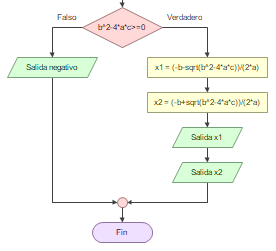 Falso
Verdadero
b^2-4*a*c>=0
Salida negativo
x1 = (-b-sqrt(b^2-4*a*c))/(2*a)
x2 = (-b+sqrt(b^2-4*a*c))/(2*a)
Salida x1
Salida x2
Fin